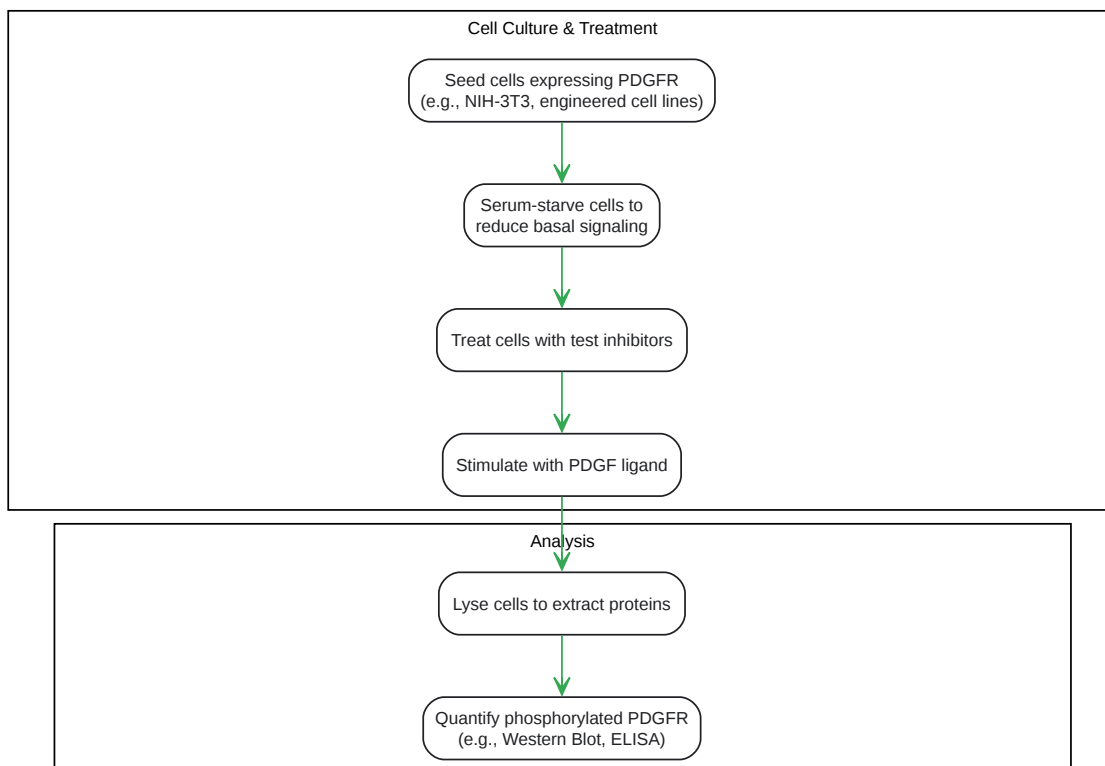 Cell Culture & Treatment
Seed cells expressing PDGFR
(e.g., NIH-3T3, engineered cell lines)
Serum-starve cells to
reduce basal signaling
Treat cells with test inhibitors
Stimulate with PDGF ligand
Analysis
Lyse cells to extract proteins
Quantify phosphorylated PDGFR
(e.g., Western Blot, ELISA)